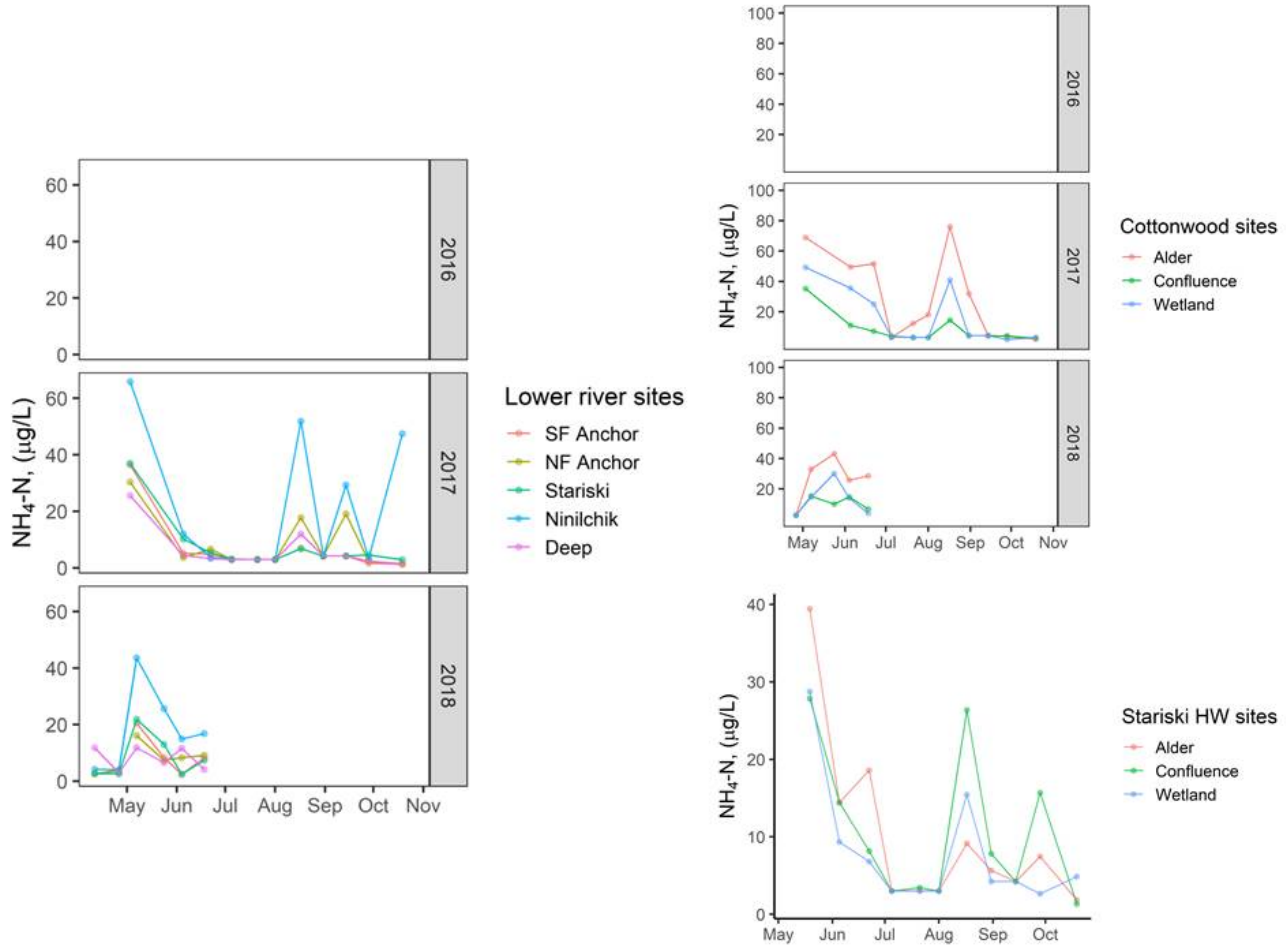 60
40
20
0
2016
60
40
20
0
2017
60
40
20
0
2018
May Jun Jul Aug Sep Oct Nov
NH₄-N, (µg/L)
Lower river sites
SF Anchor
NF Anchor
Stariski
Ninilchik
Deep
100
80
60
40
20
2016
100
80
60
40
20
2017
100
80
60
40
20
2018
May Jun Jul Aug Sep Oct Nov
NH₄-N, (µg/L)
Cottonwood sites
Alder
Confluence
Wetland
40
30
20
10
0
May Jun Jul Aug Sep Oct
NH₄-N, (µg/L)
Stariski HW sites
Alder
Confluence
Wetland